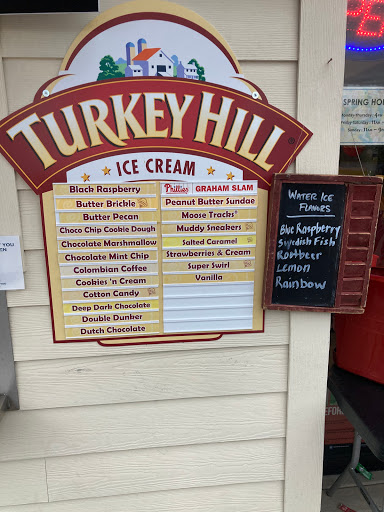 TURKEY HILL
ICE CREAM
Black Raspberry
Butter Brickle
Butter Pecan
Choco Chip Cookie Dough
Chocolate Marshmallow
Chocolate Mint Chip
Colombian Coffee
Cookies 'n Cream
Cotton Candy
Deep Dark Chocolate
Double Dunker
Dutch Chocolate
Phillies GRAHAM SLAM
Peanut Butter Sundae
Moose Tracks
Muddy Sneakers
Salted Caramel
Strawberries & Cream
Super Swirl
Vanilla
WATER ICE
FLAVORS
Blue Raspberry
Swedish Fish
Rootbeer
Lemon
Rainbow
SPRING HO